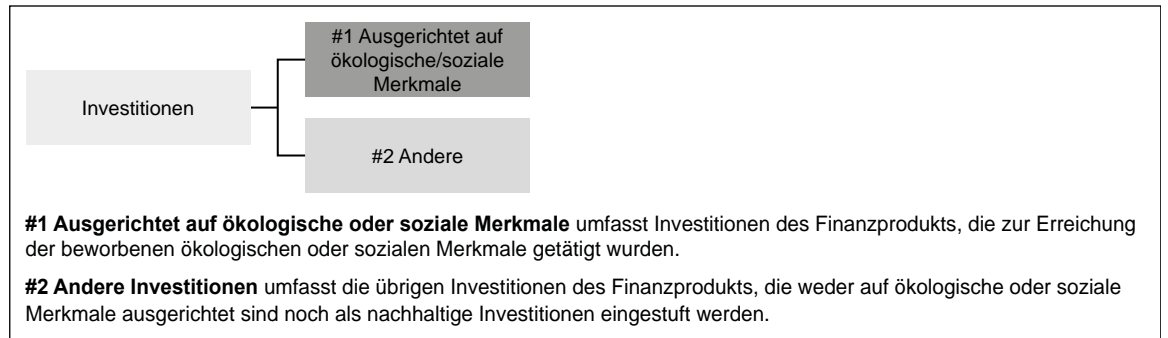 #1 Ausgerichtet auf
ökologische/soziale
Merkmale
Investitionen
#2 Andere
#1 Ausgerichtet auf ökologische oder soziale Merkmale umfasst Investitionen des Finanzprodukts, die zur Erreichung
der beworbenen ökologischen oder sozialen Merkmale getätigt wurden.
#2 Andere Investitionen umfasst die übrigen Investitionen des Finanzprodukts, die weder auf ökologische oder soziale
Merkmale ausgerichtet sind noch als nachhaltige Investitionen eingestuft werden.